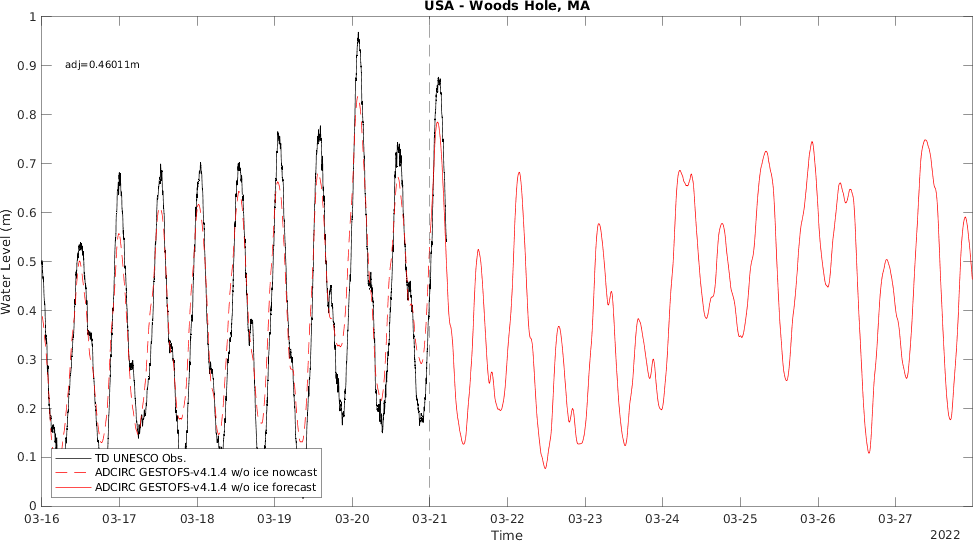 USA - Woods Hole, MA
1
0.9
0.8
0.7
0.6
0.5
0.4
0.3
0.2
0.1
0
Water Level (m)
adj=0.46011m
TD UNESCO Obs.
ADCIRC GESTOFS-v4.1.4 w/o ice nowcast
ADCIRC GESTOFS-v4.1.4 w/o ice forecast
03-16 03-17 03-18 03-19 03-20 03-21 03-22 03-23 03-24 03-25 03-26 03-27
Time
2022